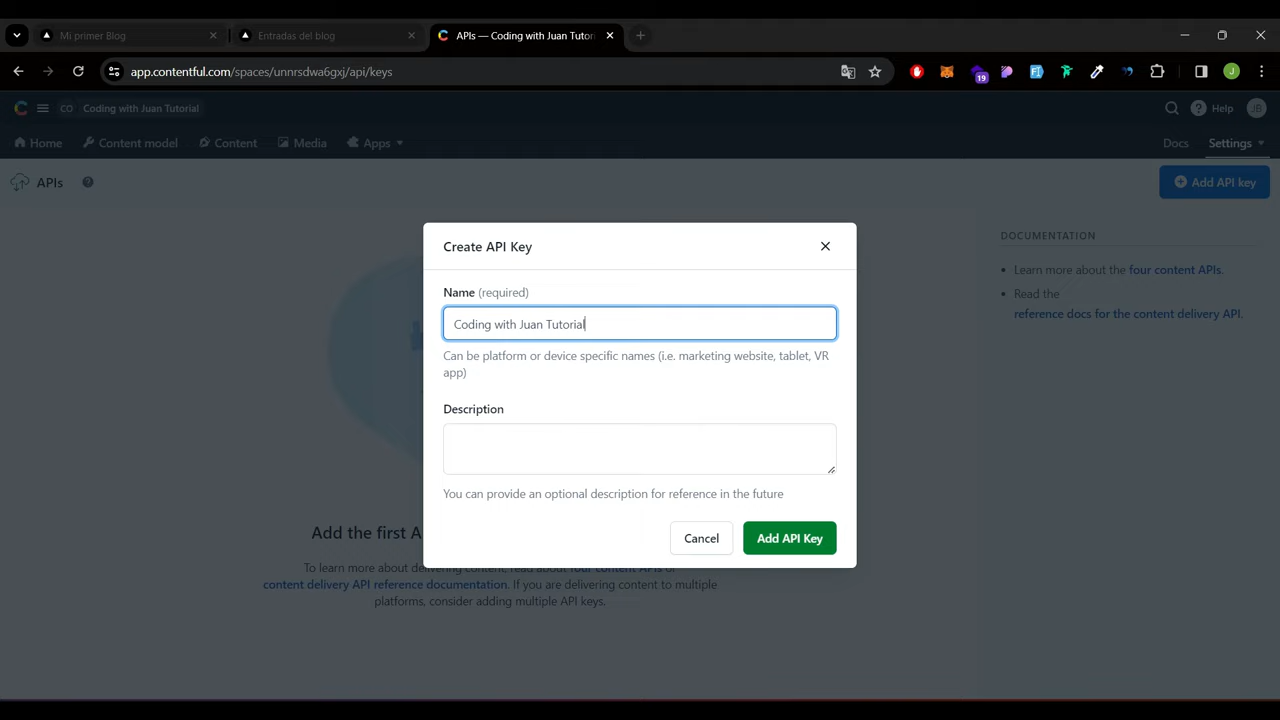 Mi primer Blog
Entradas del blog
APIs — Coding with Juan Tutori
app.contentful.com/spaces/unnrsdwa6gxj/api/keys
19
J
CO Coding with Juan Tutorial
Help
JB
Home Content model Content Media Apps Docs Settings
APIs
Add API key
Create API Key
DOCUMENTATION
Learn more about the four content APIs.
Read the
reference docs for the content delivery API.
Name (required)
Coding with Juan Tutorial
Can be platform or device specific names (i.e. marketing website, tablet, VR
app)
Description
You can provide an optional description for reference in the future
Cancel Add API Key
Add the first A
To learn more about delivering content, read about four content APIs or
content delivery API reference documentation. If you are delivering content to multiple
platforms, consider adding multiple API keys.